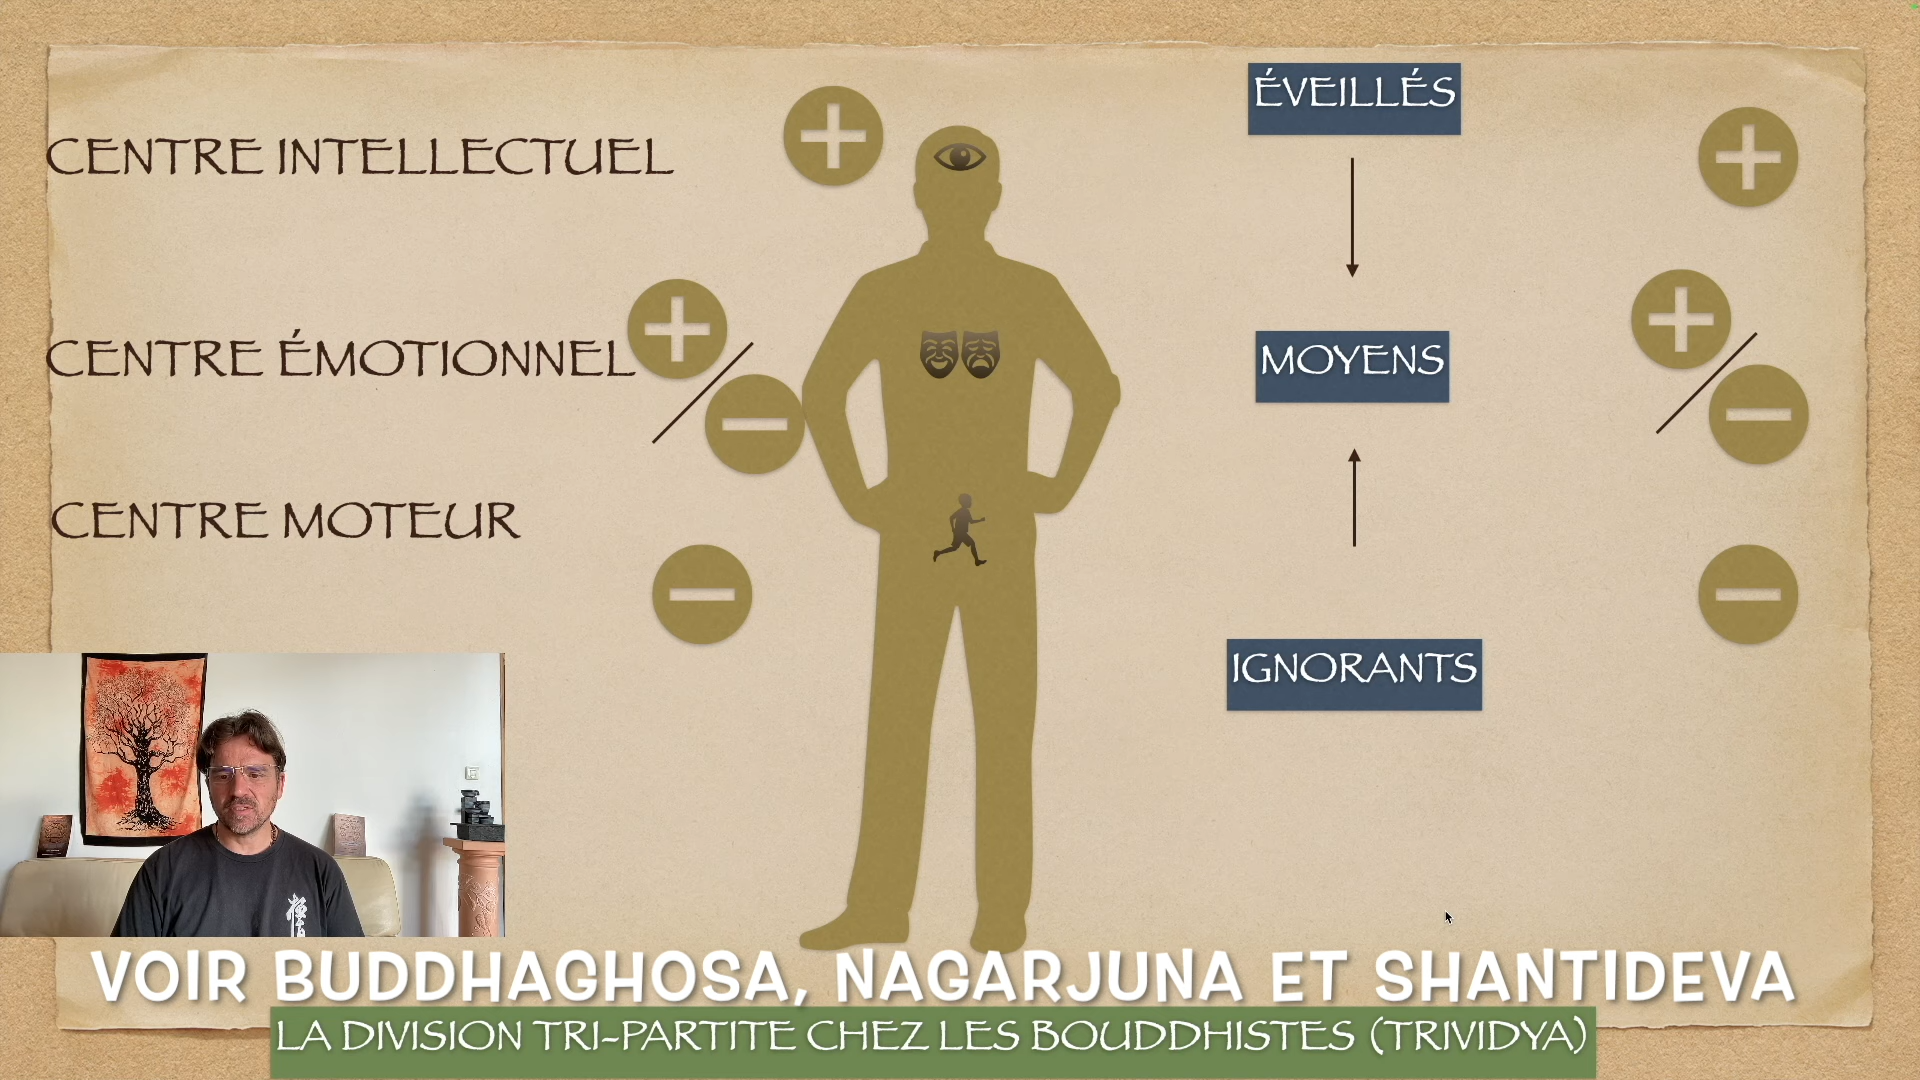 ÉVEILLÉS
CENTRE INTELLECTUEL
CENTRE ÉMOTIONNEL
MOYENS
CENTRE MOTEUR
IGNORANTS
VOIR BUDDHAGHOSA, NAGARJUNA ET SHANTIDEVA
LA DIVISION TRI-PARTITE CHEZ LES BOUDDHISTES (TRIVIDYA)